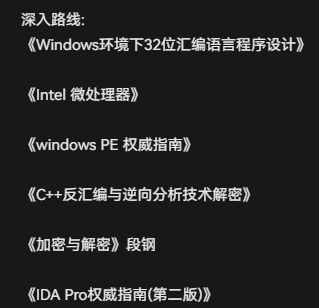 深入路线:
《Windows环境下32位汇编语言程序设计》
《Intel 微处理器》
《windows PE 权威指南》
《C++反汇编与逆向分析技术解密》
《加密与解密》段钢
《IDA Pro权威指南(第二版)》